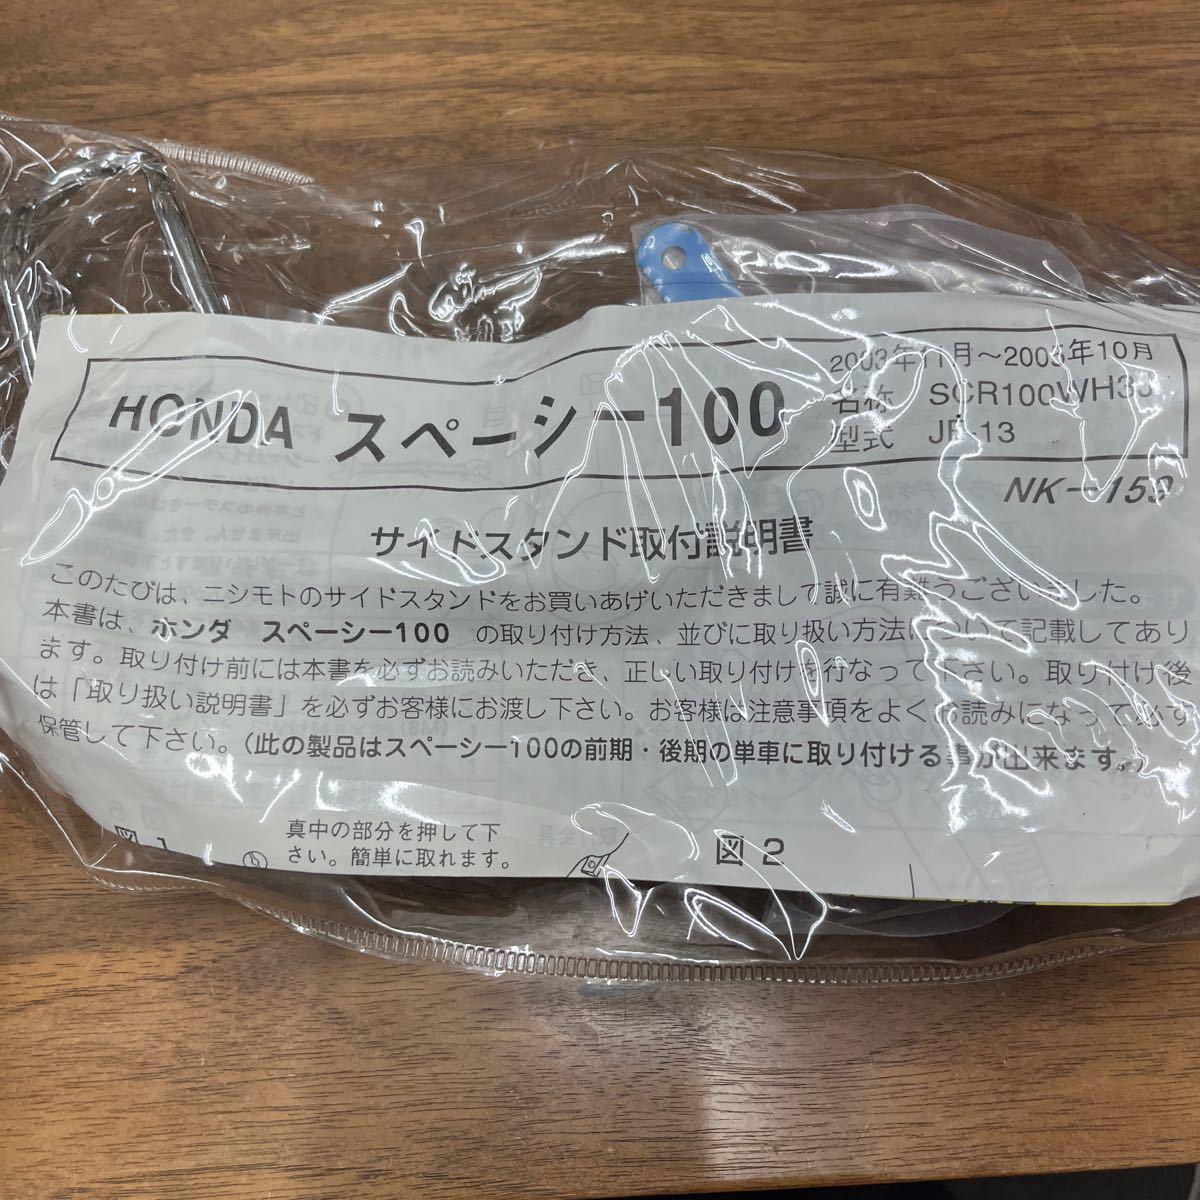 HONDA スペーシー100
2003年11月～2005年10月
名称 SCR100WH3J
型式 JF-13
NK-153
サイドスタンド取付説明書
このたびは、ニシモトのサイドスタンドをお買いあげいただきまして誠に有難うございました。
本書は、ホンダ スペーシー100 の取り付け方法、並びに取り扱い方法について記載してあり
ます。取り付け前には本書を必ずお読みいただき、正しい取り付けを行なって下さい。取り付け後
は「取り扱い説明書」を必ずお客様にお渡し下さい。お客様は注意事項をよくお読みになって必ず
保管して下さい。(此の製品はスペーシー100の前期・後期の単車に取り付ける事が出来ます。)
図1
真中の部分を押して下
さい。簡単に取れます。
図2